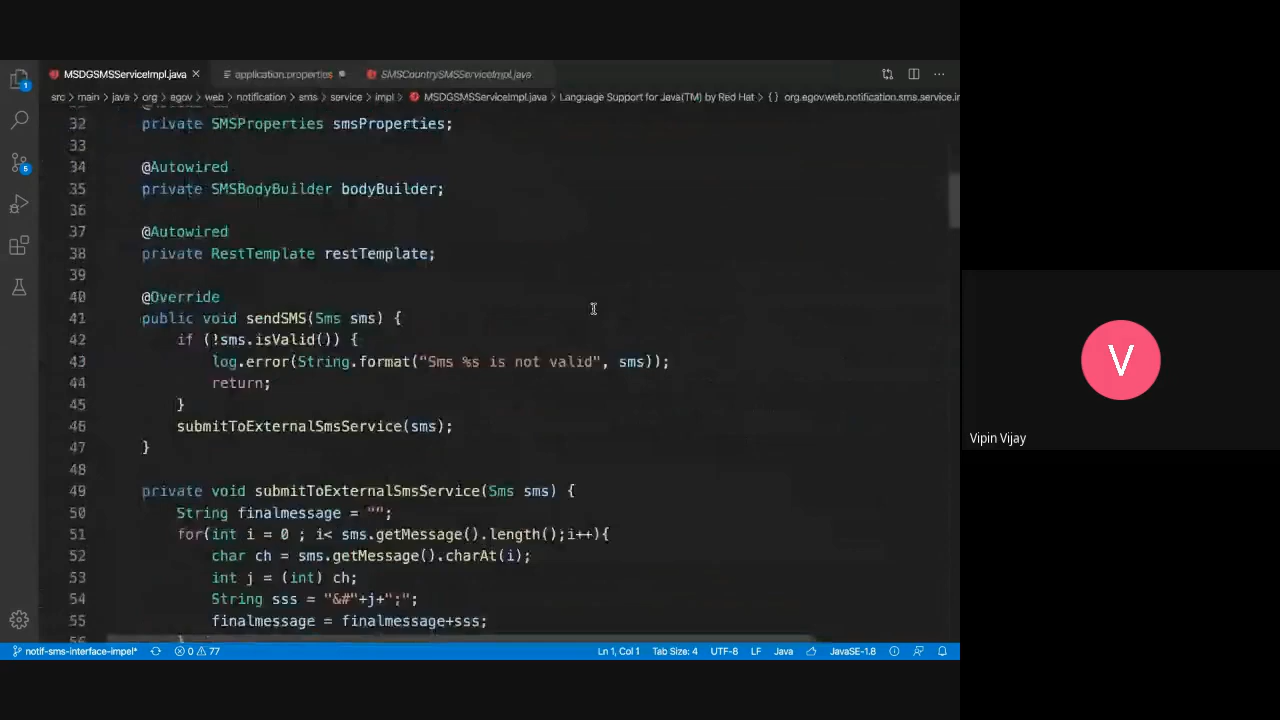 MSDGSMSServiceImpl.java
application.properties
SMSCountrySMSServiceImpl.java
src > main > java > org > egov > web > notification > sms > service > impl > MSDGSMSServiceImpl.java > Language Support for Java(TM) by Red Hat > {} org.egov.web.notification.sms.service.in
32 private SMSProperties smsProperties;
33
34 @Autowired
35 private SMSBodyBuilder bodyBuilder;
36
37 @Autowired
38 private RestTemplate restTemplate;
39
40 @Override
41 public void sendSMS(Sms sms) {
42 if (!sms.isValid()) {
43 log.error(String.format("Sms %s is not valid", sms));
44 return;
45 }
46 submitToExternalSmsService(sms);
47 }
48
49 private void submitToExternalSmsService(Sms sms) {
50 String finalmessage = "";
51 for(int i = 0 ; i< sms.getMessage().length();i++){
52 char ch = sms.getMessage().charAt(i);
53 int j = (int) ch;
54 String sss = "&#"+j+";";
55 finalmessage = finalmessage+sss;
56 }
1
5
V
Vipin Vijay
notif-sms-interface-impel* 0 77 Ln 1, Col 1 Tab Size: 4 UTF-8 LF Java JavaSE-1.8